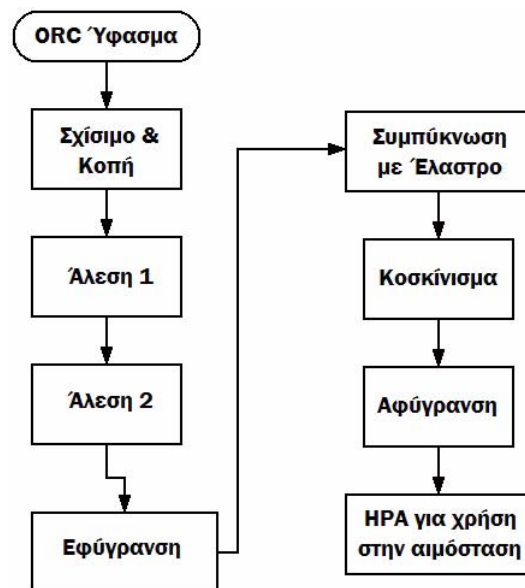 ORC Ύφασμα
Σχίσιμο &
Κοπή
Άλεση 1
Άλεση 2
Εφύγρανση
Συμπύκνωση
με Έλαστρο
Κοσκίνισμα
Αφύγρανση
HPA για χρήση
στην αιμόσταση